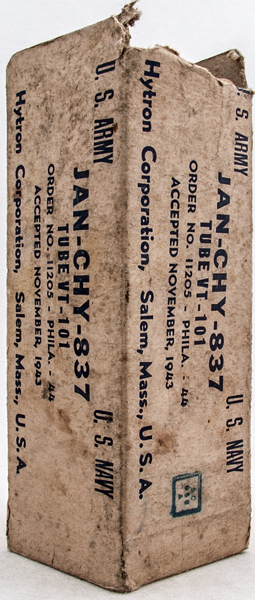 U. S. ARMY U. S. NAVY
JAN-CHY-837
TUBE VT-101
ORDER NO. 11205 - PHILA. - 44
ACCEPTED NOVEMBER, 1943
Hytron Corporation, Salem, Mass., U. S. A.
U. S. ARMY U. S. NAVY
JAN-CHY-837
TUBE VT-101
ORDER NO. 11205 - PHILA. - 44
ACCEPTED NOVEMBER, 1943
Hytron Corporation, Salem, Mass., U. S. A.